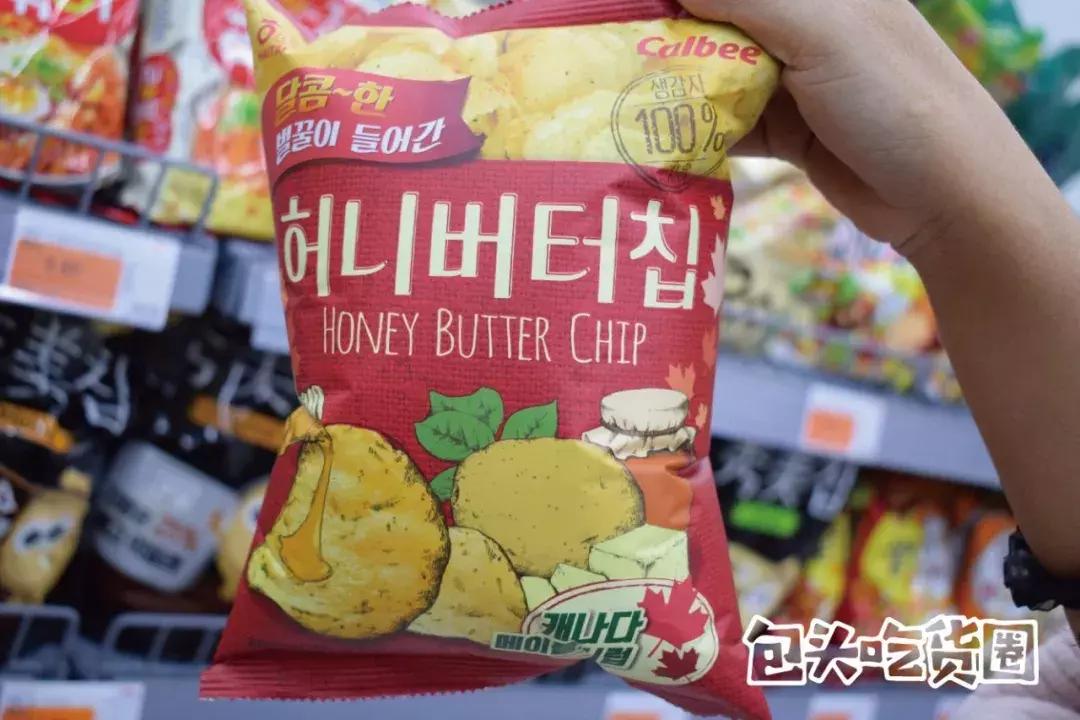 Calbee
달콤~한
벌꿀이 들어간
생감자
100%
허니버터칩
HONEY BUTTER CHIP
캐나다
包头吃货圈